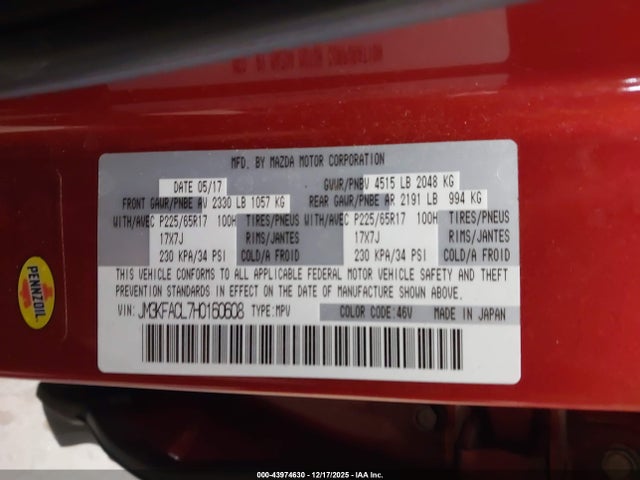 MFD. BY MAZDA MOTOR CORPORATION
DATE 05/17 GVWR/PNBV 4515 LB 2048 KG
FRONT GAWR/PNBE AV 2330 LB 1057 KG REAR GAWR/PNBE AR 2191 LB 994 KG
WITH/AVEC P225/65R17 100H TIRES/PNEUS WITH/AVEC P225/65R17 100H TIRES/PNEUS
17X7J RIMS/JANTES 17X7J RIMS/JANTES
230 KPA/34 PSI COLD/A FROID 230 KPA/34 PSI COLD/A FROID
THIS VEHICLE CONFORMS TO ALL APPLICABLE FEDERAL MOTOR VEHICLE SAFETY AND THEFT
PREVENTION STANDARDS IN EFFECT ON THE DATE OF MANUFACTURE SHOWN ABOVE.
VIN: JM3KFACL7H0160608 TYPE: MPV COLOR CODE: 46V MADE IN JAPAN
PENNZOIL
000-43974630 - 12/17/2025 - IAA Inc.